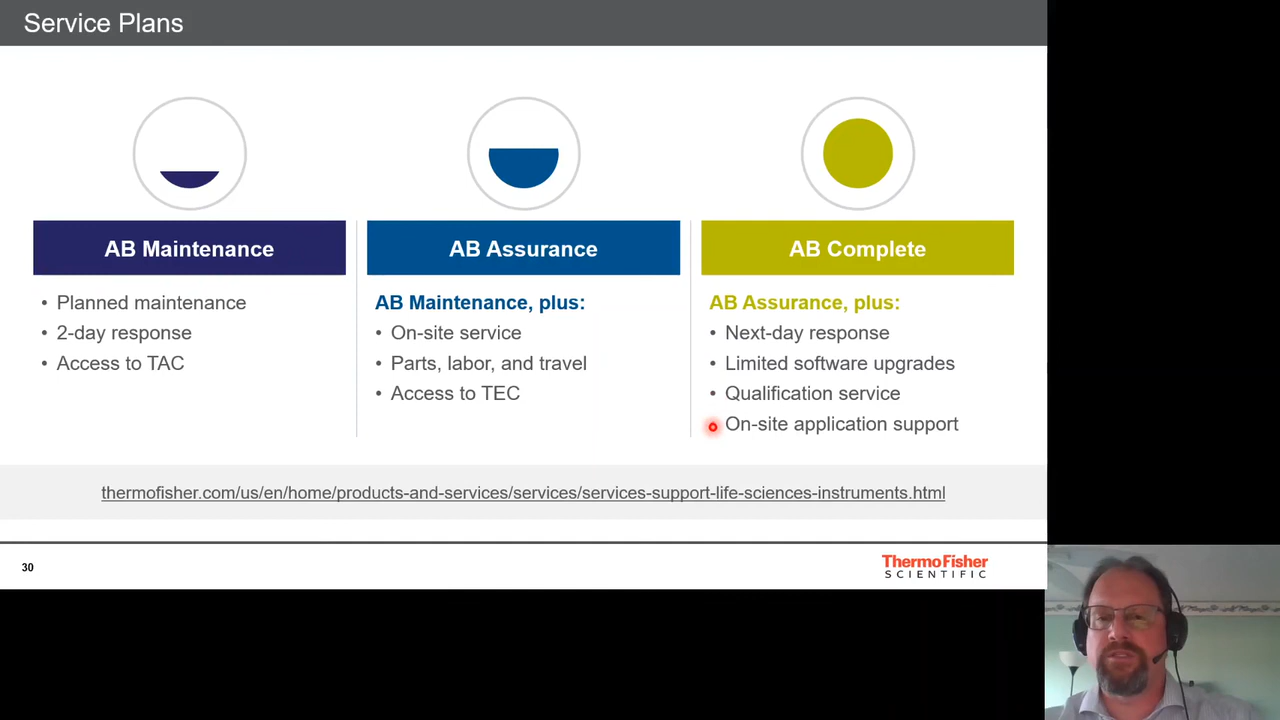 Service Plans
AB Maintenance
• Planned maintenance
• 2-day response
• Access to TAC
AB Assurance
AB Maintenance, plus:
• On-site service
• Parts, labor, and travel
• Access to TEC
AB Complete
AB Assurance, plus:
• Next-day response
• Limited software upgrades
• Qualification service
On-site application support
thermofisher.com/us/en/home/products-and-services/services/services-support-life-sciences-instruments.html
30
ThermoFisher
SCIENTIFIC